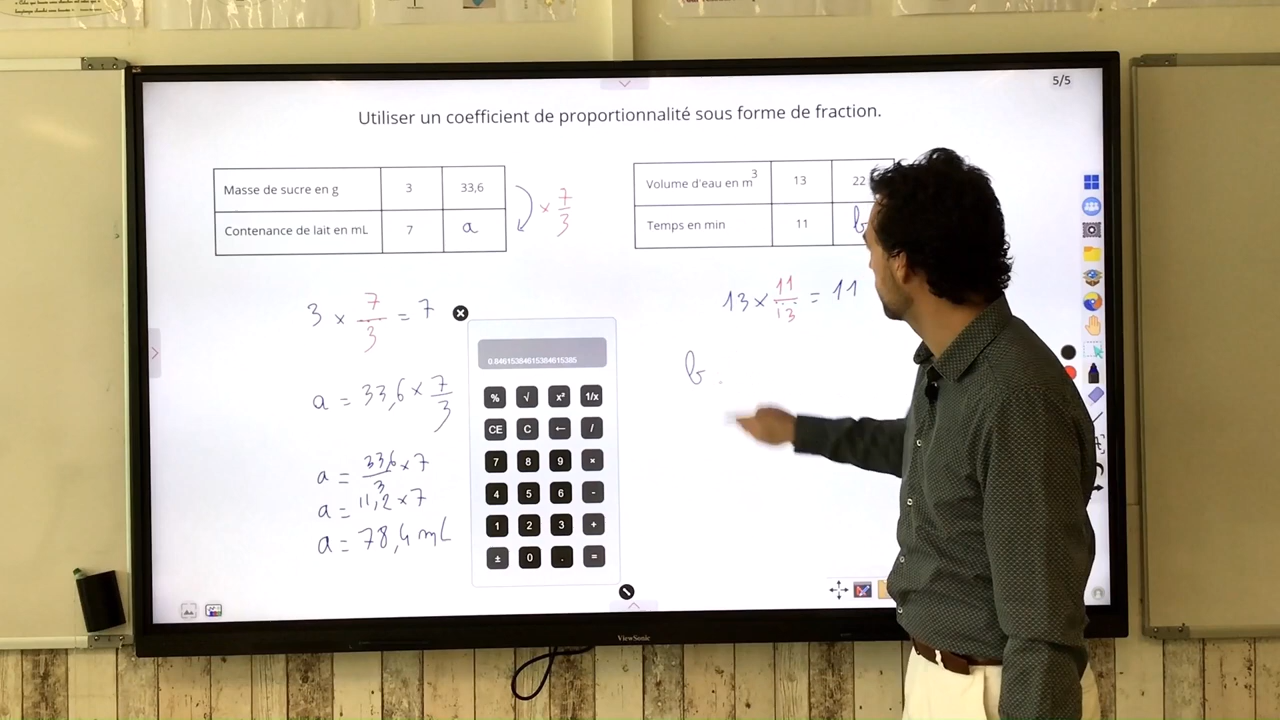 5/5
Utiliser un coefficient de proportionnalité sous forme de fraction.
Masse de sucre en g 3 33,6
Contenance de lait en mL 7 a
× 7/3
Volume d'eau en m³ 13 22
Temps en min 11 b
3 × 7/3 = 7
a = 33,6 × 7/3
a = 33,6/3 × 7
a = 11,2 × 7
a = 78,4 mL
13 × 11/13 = 11
b
0.84615384615384615385
% √ x² 1/x
CE C ← /
7 8 9 ×
4 5 6 -
1 2 3 +
± 0 . =
ViewSonic